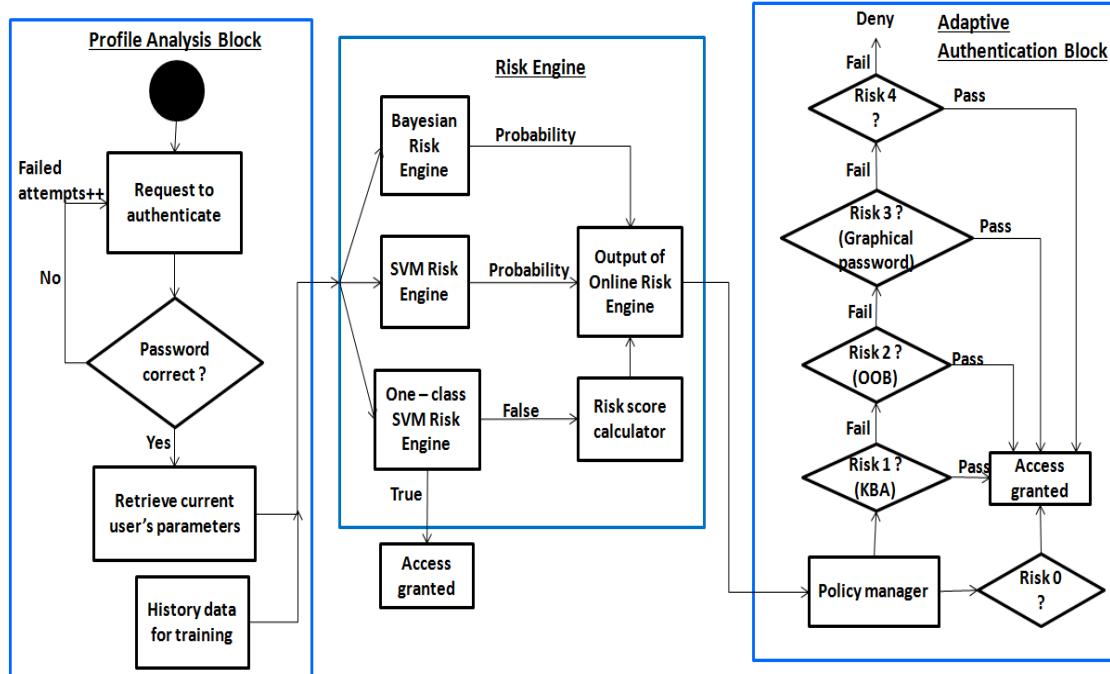 Profile Analysis Block
Failed
attempts++
Request to
authenticate
No
Password
correct ?
Yes
Retrieve current
user's parameters
History data
for training
Risk Engine
Bayesian
Risk
Engine
Probability
SVM Risk
Engine
Probability
Output of
Online Risk
Engine
One – class
SVM Risk
Engine
False
Risk score
calculator
True
Access
granted
Adaptive
Authentication Block
Deny
Fail
Risk 4
?
Pass
Fail
Risk 3 ?
(Graphical
password)
Pass
Fail
Risk 2 ?
(OOB)
Pass
Fail
Risk 1 ?
(KBA)
Pass
Access
granted
Policy manager
Risk 0
?